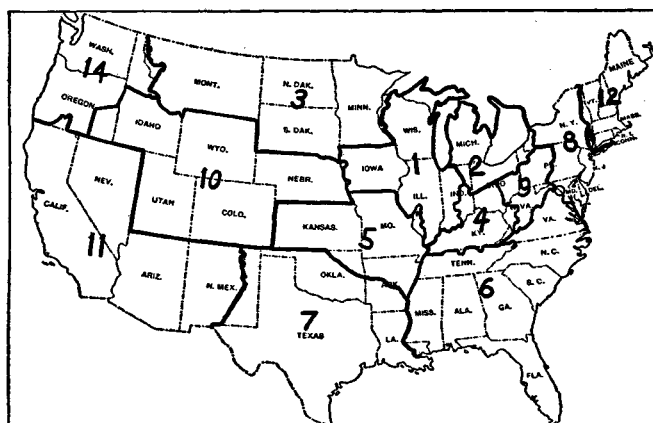 WASH.
14
OREGON
MONT.
IDAHO
N. DAK.
3
S. DAK.
MINN.
WIS.
1
ILL.
MICH.
2
MAINE
VT.
12
MASS.
R. I.
CONN.
N. Y.
8
WYO.
10
UTAH
COLO.
NEBR.
IOWA
NEV.
CALIF.
11
ARIZ.
N. MEX.
KANSAS.
5
MO.
OKLA.
ARK.
7
TEXAS
LA.
IND.
4
KY.
9
PA.
DEL.
VA.
TENN.
N. C.
S. C.
6
MISS.
ALA.
GA.
FLA.